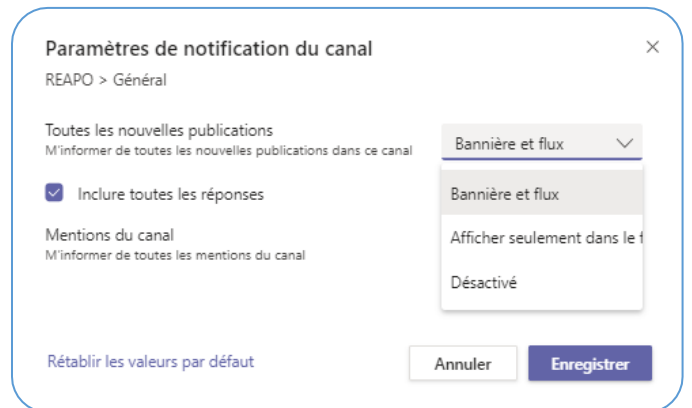 Paramètres de notification du canal
REAPO > Général
Toutes les nouvelles publications
M'informer de toutes les nouvelles publications dans ce canal
Bannière et flux
Inclure toutes les réponses
Bannière et flux
Mentions du canal
M'informer de toutes les mentions du canal
Afficher seulement dans le f
Désactivé
Rétablir les valeurs par défaut
Annuler
Enregistrer